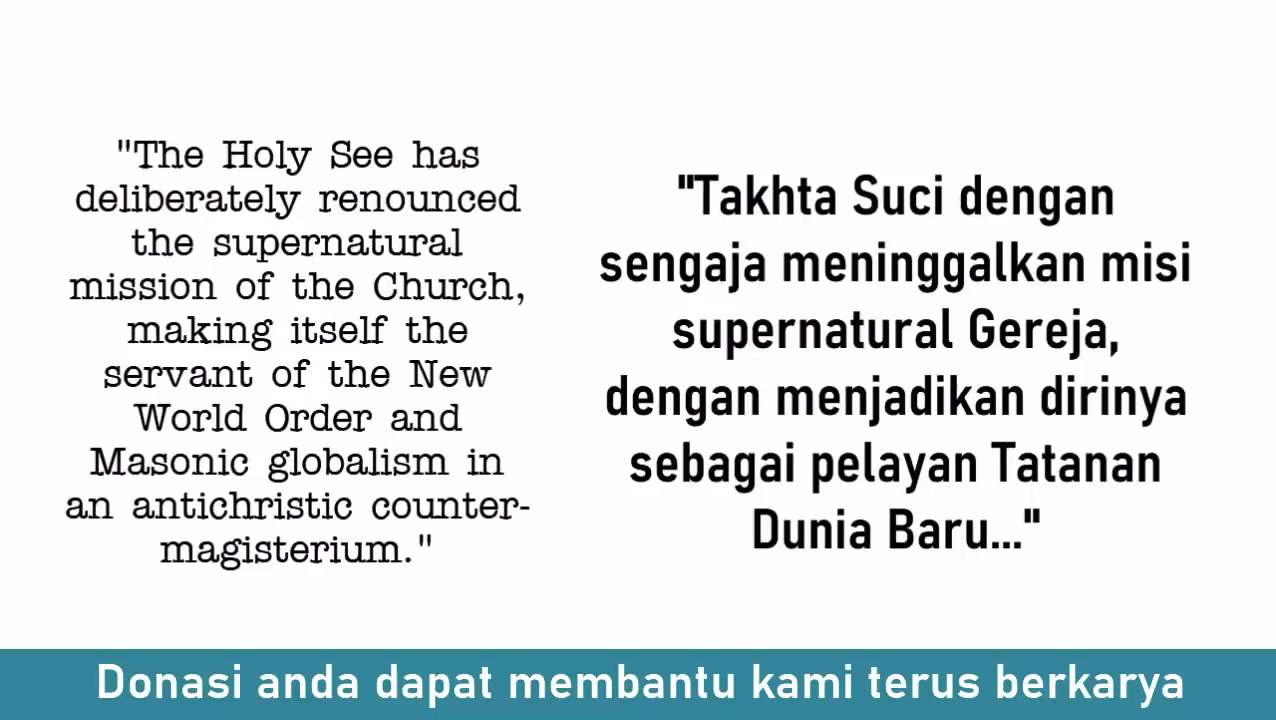 "The Holy See has
deliberately renounced
the supernatural
mission of the Church,
making itself the
servant of the New
World Order and
Masonic globalism in
an antichristic counter-
magisterium."
"Takhta Suci dengan
sengaja meninggalkan misi
supernatural Gereja,
dengan menjadikan dirinya
sebagai pelayan Tatanan
Dunia Baru..."
Donasi anda dapat membantu kami terus berkarya